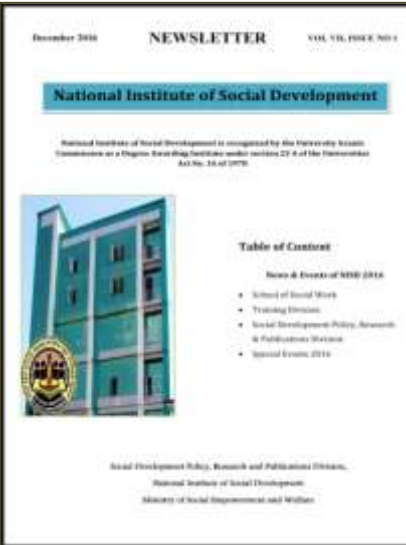 December 2016 NEWSLETTER VOL VII, ISSUE NO 1
National Institute of Social Development
National Institute of Social Development is recognized by the University Grants
Commission as a Degree Awarding Institute under section 25 A of the Universities
Act No. 16 of 1978
Table of Content
News & Events of NISD 2016
• School of Social Work
• Training Division
• Social Development Policy, Research
& Publications Division
• Special Events 2016
Social Development Policy, Research and Publications Division,
National Institute of Social Development
Ministry of Social Empowerment and Welfare